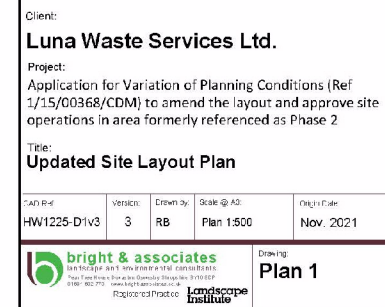 Client:
Luna Waste Services Ltd.
Project:
Application for Variation of Planning Conditions (Ref
1/15/00368/CDM) to amend the layout and approve site
operations in area formerly referenced as Phase 2
Title:
Updated Site Layout Plan
CAD Ref Version: Drawn by: Scale @ A3: Origin Date
HW1225-D1v3 3 RB Plan 1:500 Nov. 2021
bright & associates
landscape and environmental consultants
Drawing:
Plan 1
Registered Practice Landscape
Institute